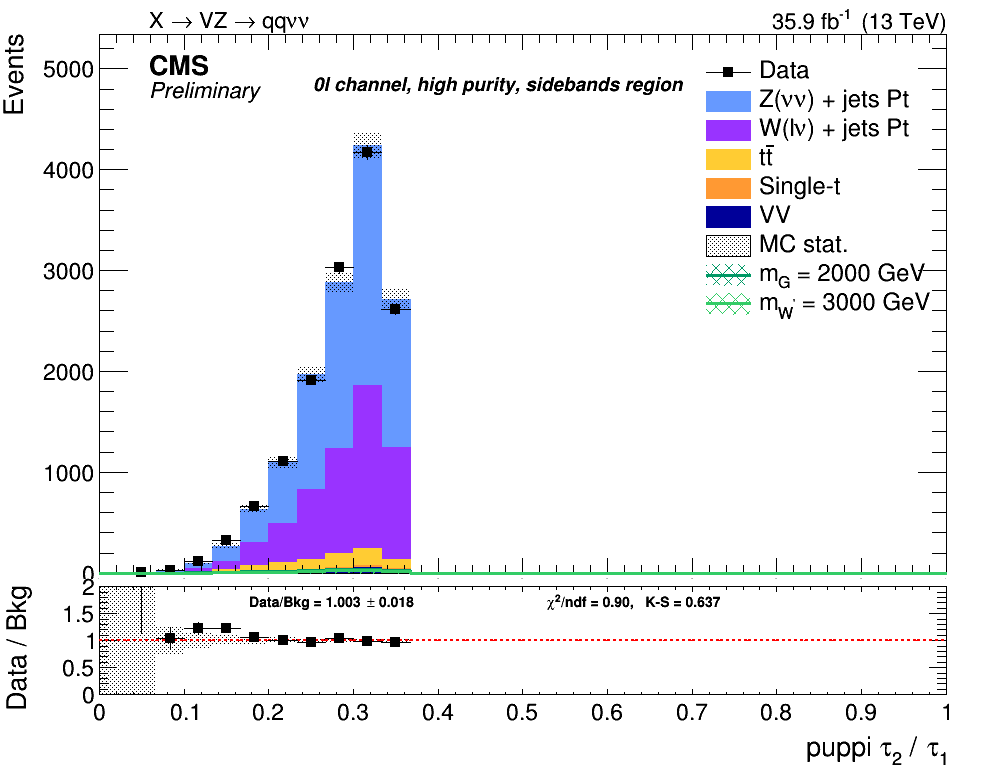 X → VZ → qqνν
35.9 fb⁻¹ (13 TeV)
Events
CMS
Preliminary
0l channel, high purity, sidebands region
Data
Z(νν) + jets Pt
W(lν) + jets Pt
tt̄
Single-t
VV
MC stat.
m_G = 2000 GeV
m_W' = 3000 GeV
5000
4000
3000
2000
1000
0
Data / Bkg
Data/Bkg = 1.003 ± 0.018
χ²/ndf = 0.90, K-S = 0.637
2
1.5
1
0.5
0
0 0.1 0.2 0.3 0.4 0.5 0.6 0.7 0.8 0.9 1
puppi τ₂ / τ₁